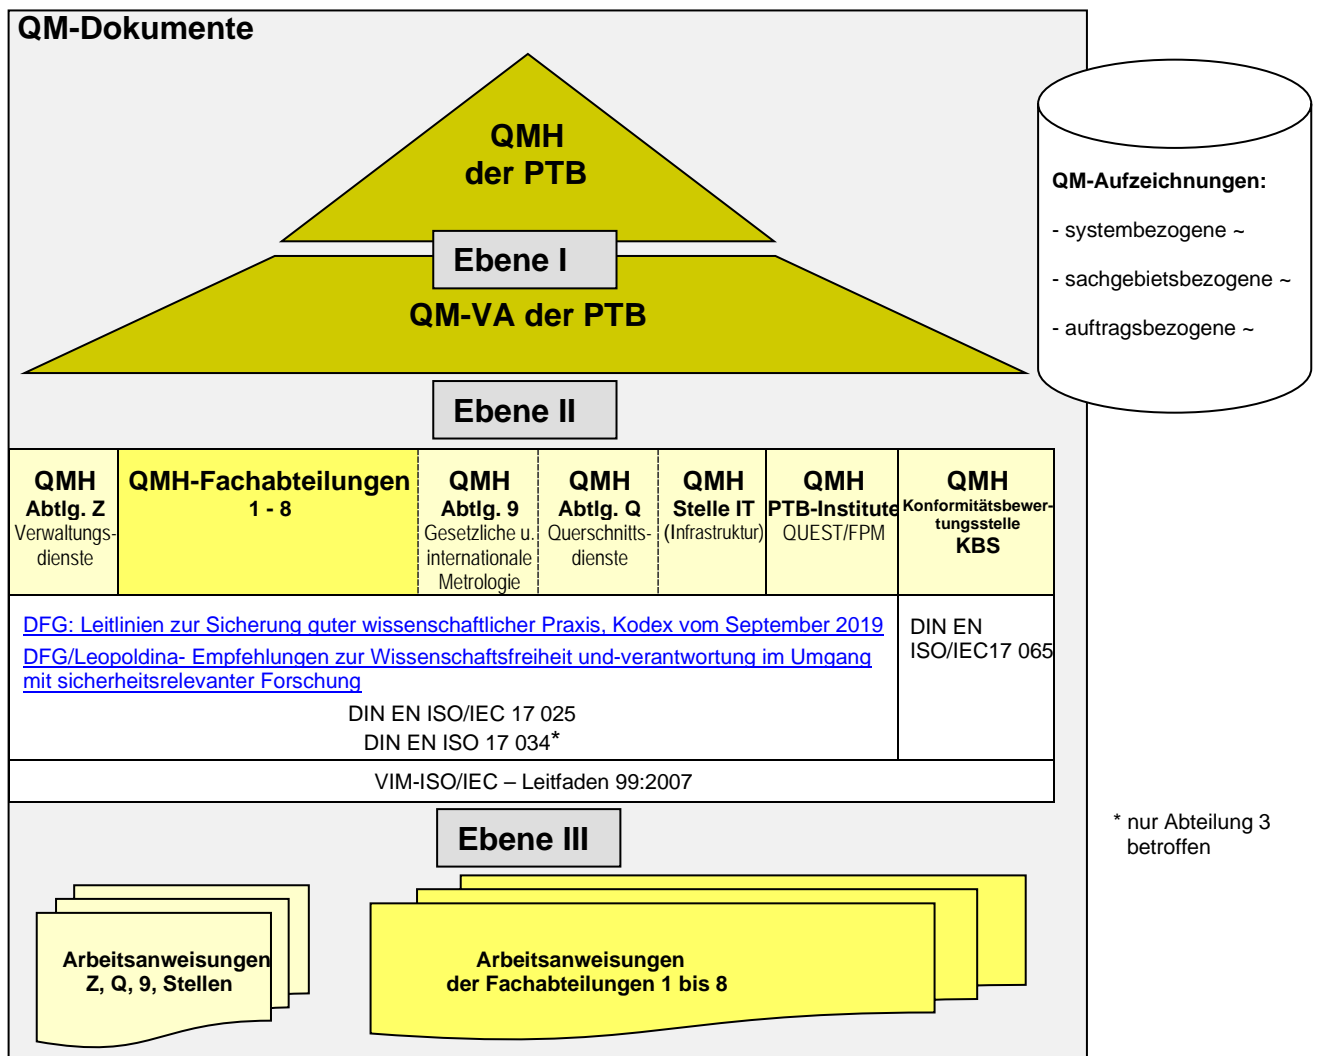 QM-Dokumente
QMH
der PTB
Ebene I
QM-VA der PTB
QM-Aufzeichnungen:
- systembezogene ~
- sachgebietsbezogene ~
- auftragsbezogene ~
Ebene II
QMH
Abtlg. Z
Verwaltungs-
dienste
QMH-Fachabteilungen
1 - 8
QMH
Abtlg. 9
Gesetzliche u.
internationale
Metrologie
QMH
Abtlg. Q
Querschnitts-
dienste
QMH
Stelle IT
(Infrastruktur)
QMH
PTB-Institute
QUEST/FPM
QMH
Konformitätsbewer-
tungsstelle
KBS
DFG: Leitlinien zur Sicherung guter wissenschaftlicher Praxis, Kodex vom September 2019
DFG/Leopoldina- Empfehlungen zur Wissenschaftsfreiheit und-verantwortung im Umgang
mit sicherheitsrelevanter Forschung
DIN EN ISO/IEC 17 025
DIN EN ISO 17 034*
DIN EN
ISO/IEC17 065
VIM-ISO/IEC – Leitfaden 99:2007
Ebene III
* nur Abteilung 3
betroffen
Arbeitsanweisungen
Z, Q, 9, Stellen
Arbeitsanweisungen
der Fachabteilungen 1 bis 8